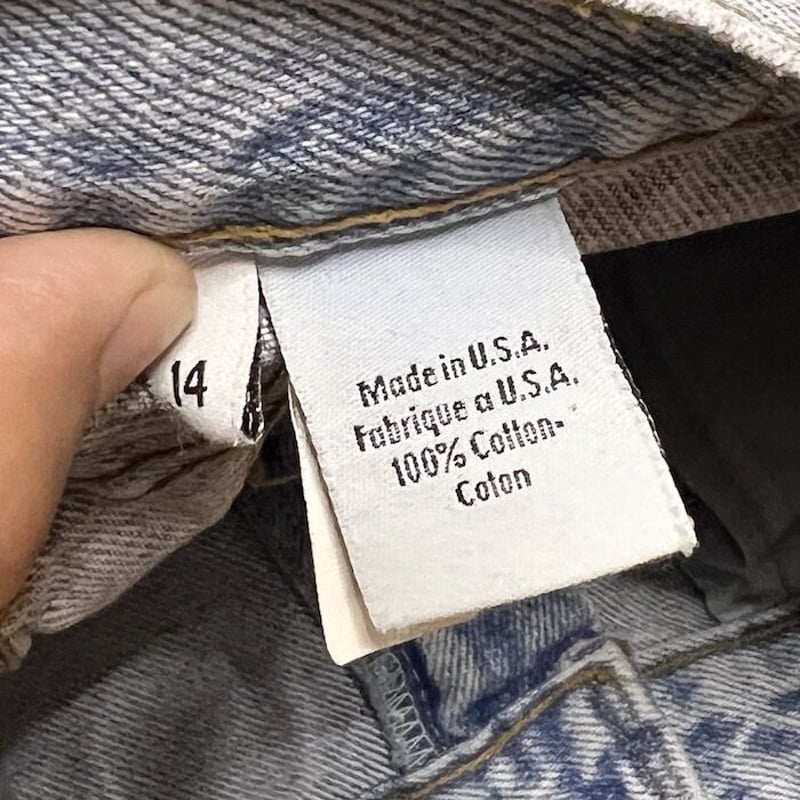 14
Made in U.S.A.
Fabrique a U.S.A.
100% Cotton-
Coton